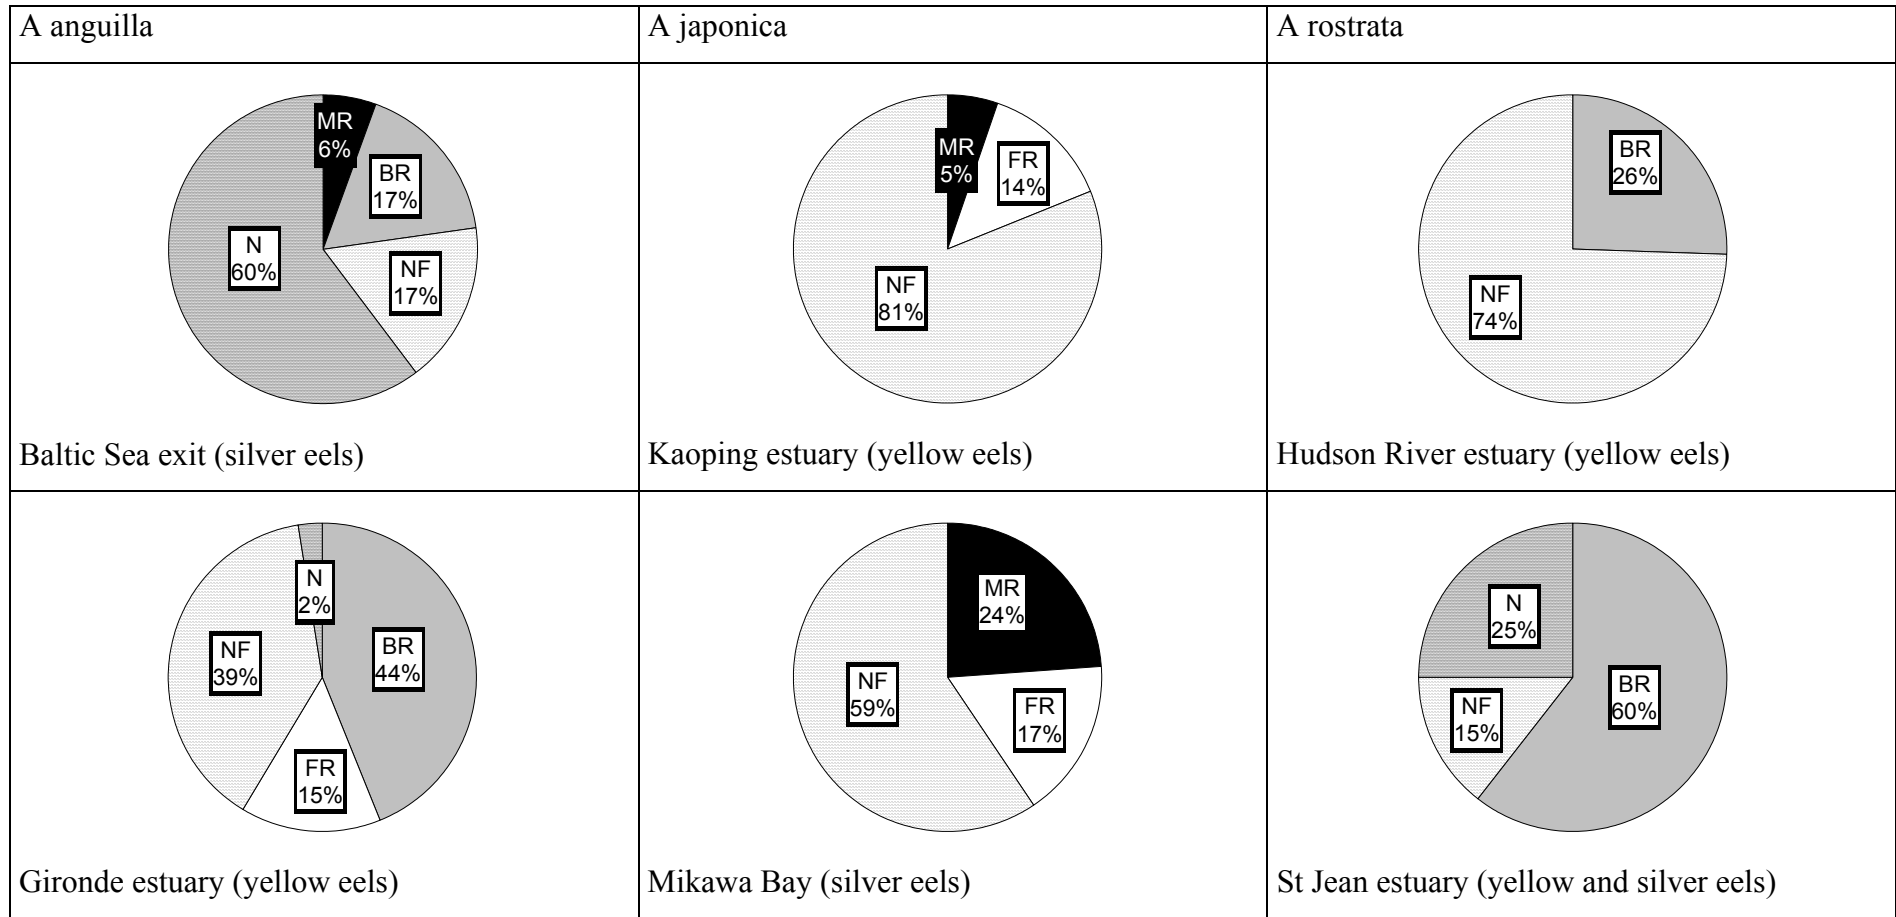 A anguilla
A japonica
A rostrata
MR
6%
BR
17%
NF
17%
N
60%
Baltic Sea exit (silver eels)
MR
5%
FR
14%
NF
81%
Kaoping estuary (yellow eels)
BR
26%
NF
74%
Hudson River estuary (yellow eels)
N
2%
BR
44%
NF
39%
FR
15%
Gironde estuary (yellow eels)
MR
24%
FR
17%
NF
59%
Mikawa Bay (silver eels)
N
25%
BR
60%
NF
15%
St Jean estuary (yellow and silver eels)